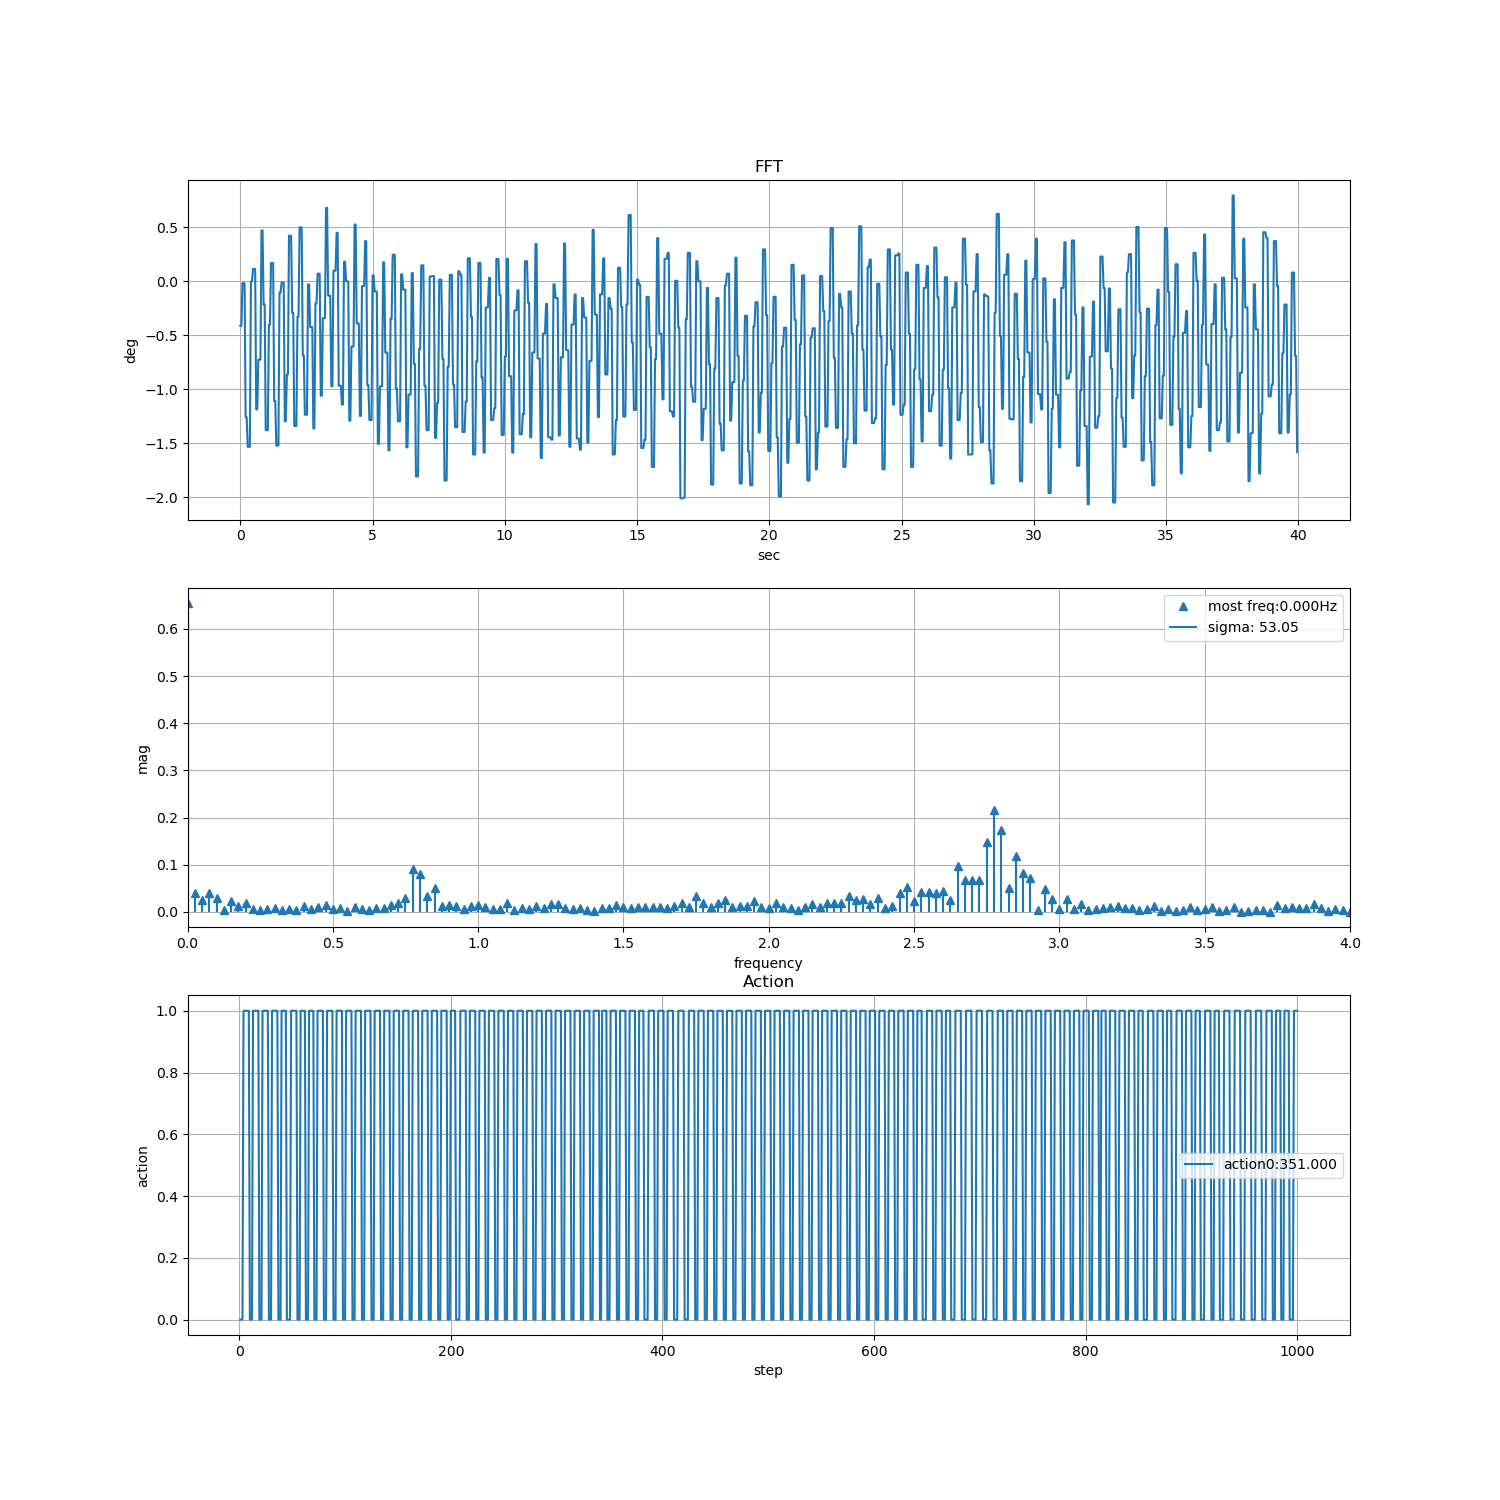 FFT
0.5
0.0
−0.5
−1.0
−1.5
−2.0
deg
0 5 10 15 20 25 30 35 40
sec
most freq:0.000Hz
sigma: 53.05
0.6
0.5
0.4
0.3
0.2
0.1
0.0
mag
0.0 0.5 1.0 1.5 2.0 2.5 3.0 3.5 4.0
frequency
Action
1.0
0.8
0.6
0.4
0.2
0.0
action
action0:351.000
0 200 400 600 800 1000
step